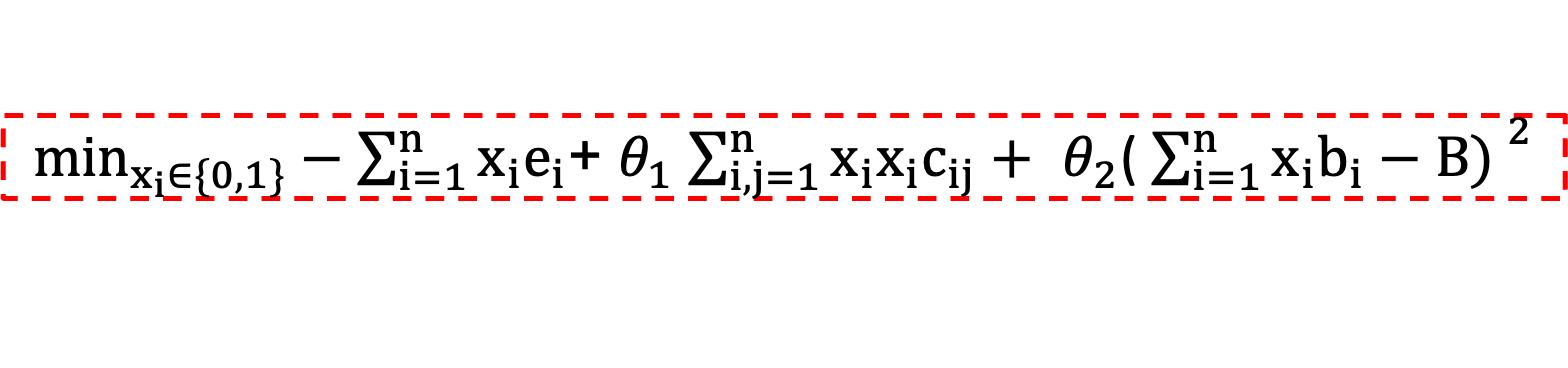 min_{x_i∈{0,1}} − ∑_{i=1}^{n} x_i e_i + θ_1 ∑_{i,j=1}^{n} x_i x_i c_{ij} + θ_2( ∑_{i=1}^{n} x_i b_i − B)^2